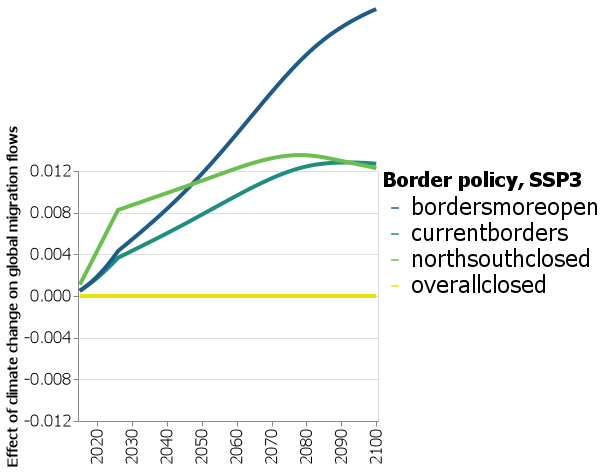 Effect of climate change on global migration flows
0.012
0.008
0.004
0.000
-0.004
-0.008
-0.012
2020
2030
2040
2050
2060
2070
2080
2090
2100
Border policy, SSP3
bordersmoreopen
currentborders
northsouthclosed
overallclosed